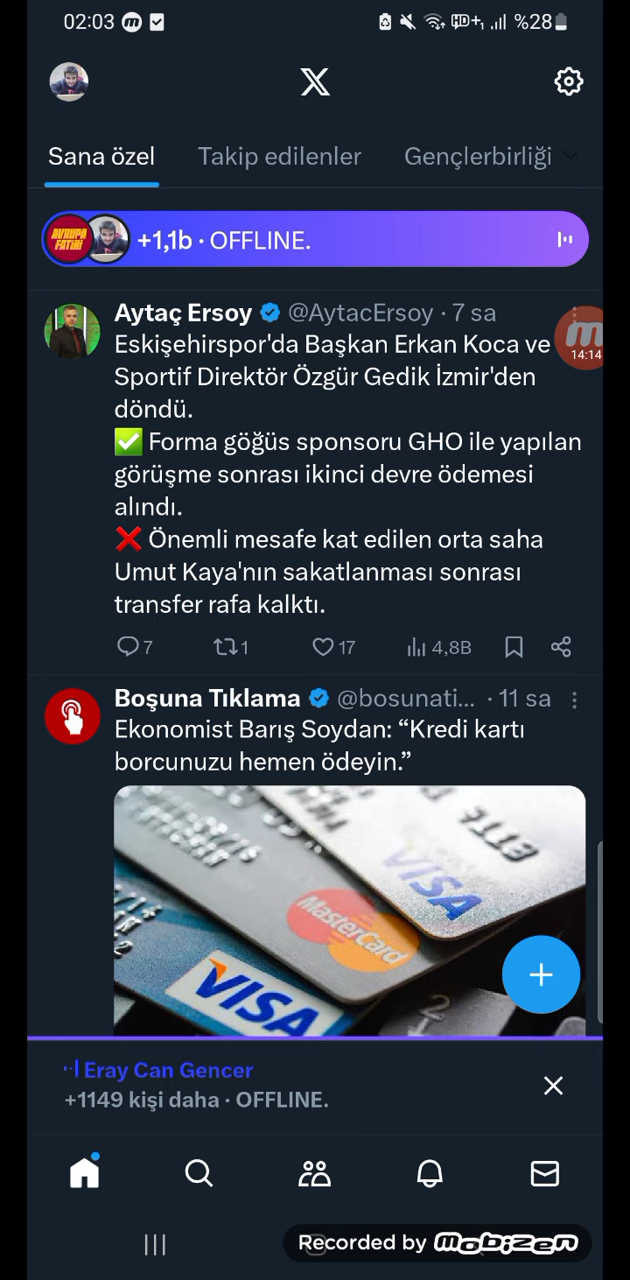 02:03
HD+ %28
Sana özel Takip edilenler Gençlerbirliği
AVRUPA
FATİHİ
+1,1b · OFFLINE.
Aytaç Ersoy @AytacErsoy · 7 sa
Eskişehirspor'da Başkan Erkan Koca ve
Sportif Direktör Özgür Gedik İzmir'den
döndü.
✅ Forma göğüs sponsoru GHO ile yapılan
görüşme sonrası ikinci devre ödemesi
alındı.
❌ Önemli mesafe kat edilen orta saha
Umut Kaya'nın sakatlanması sonrası
transfer rafa kalktı.
14:14
7 1 17 4,8B
Boşuna Tıklama @bosunati... · 11 sa
Ekonomist Barış Soydan: “Kredi kartı
borcunuzu hemen ödeyin.”
VISA
MasterCard
VISA
Eray Can Gencer
+1149 kişi daha · OFFLINE.
Recorded by mobizen